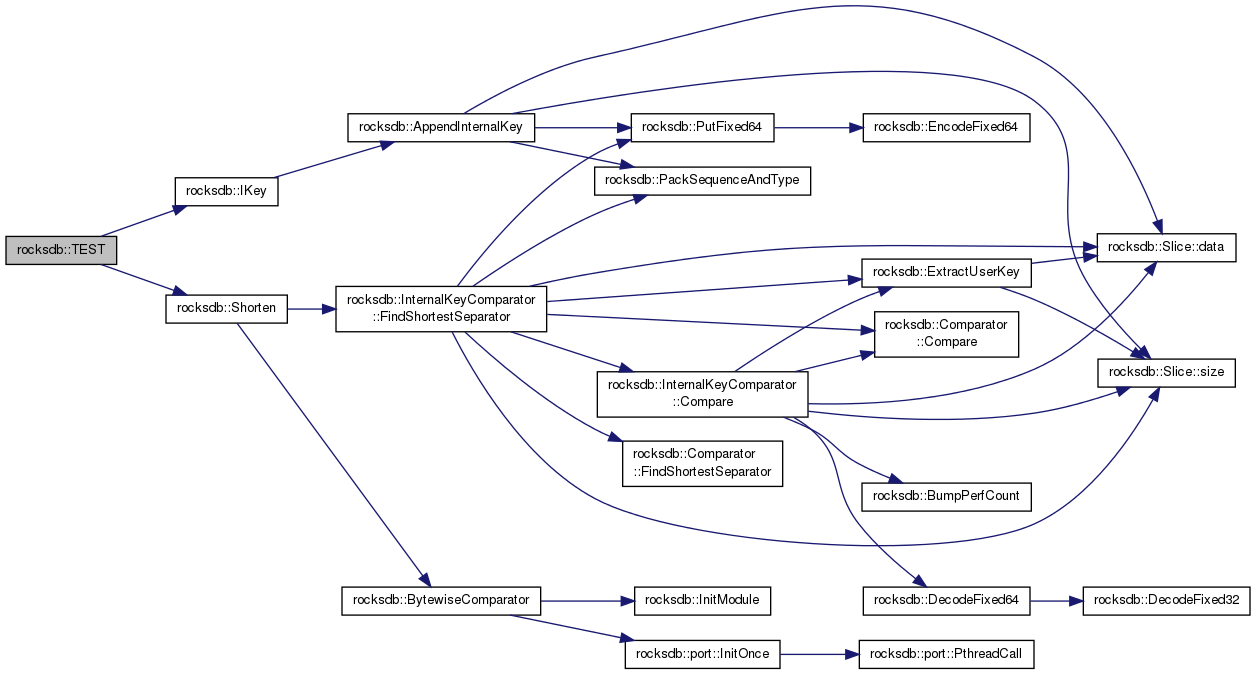 rocksdb::TEST
rocksdb::IKey
rocksdb::Shorten
rocksdb::AppendInternalKey
rocksdb::InternalKeyComparator
::FindShortestSeparator
rocksdb::BytewiseComparator
rocksdb::PutFixed64
rocksdb::PackSequenceAndType
rocksdb::InternalKeyComparator
::Compare
rocksdb::Comparator
::FindShortestSeparator
rocksdb::InitModule
rocksdb::port::InitOnce
rocksdb::EncodeFixed64
rocksdb::ExtractUserKey
rocksdb::Comparator
::Compare
rocksdb::BumpPerfCount
rocksdb::DecodeFixed64
rocksdb::port::PthreadCall
rocksdb::Slice::data
rocksdb::Slice::size
rocksdb::DecodeFixed32